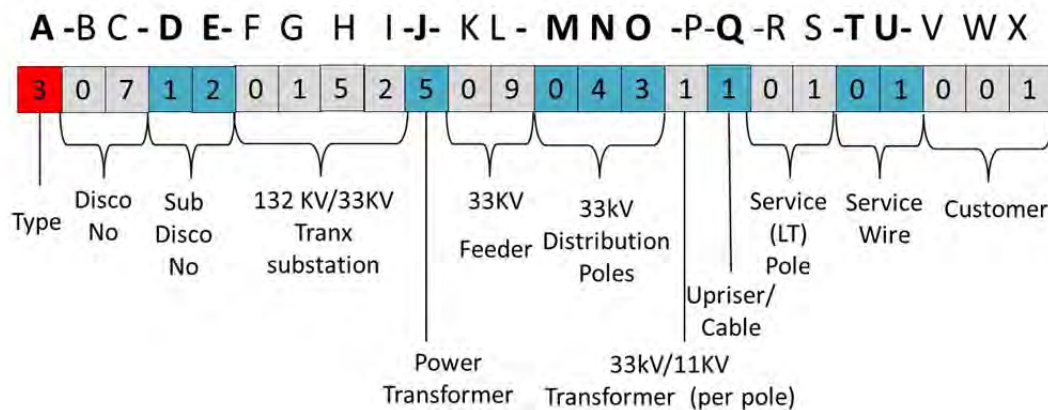 A -B C- D E- F G H I -J- K L- M N O -P-Q -R S -T U- V W X
3 0 7 1 2 0 1 5 2 5 0 9 0 4 3 1 1 0 1 0 1 0 0 1
Type
Disco
No
Sub
Disco
No
132 KV/33KV
Tranx
substation
Power
Transformer
33KV
Feeder
33kV
Distribution
Poles
33kV/11KV
Transformer (per pole)
Upriser/
Cable
Service
(LT)
Pole
Service
Wire
Customer